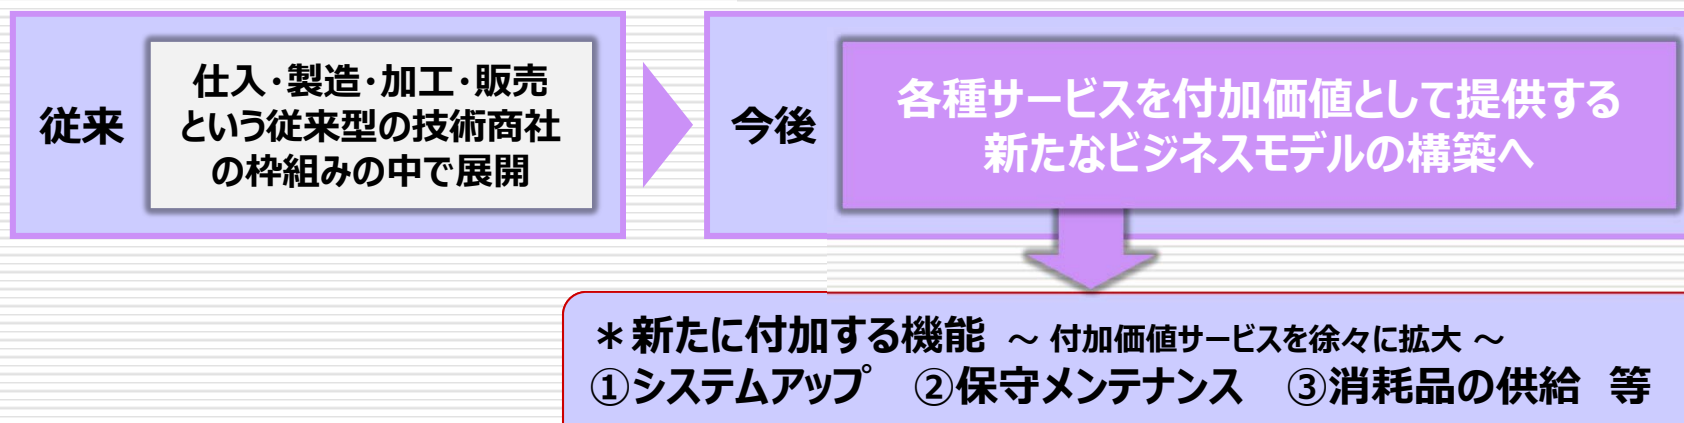 従来
仕入・製造・加工・販売
という従来型の技術商社
の枠組みの中で展開
今後
各種サービスを付加価値として提供する
新たなビジネスモデルの構築へ
＊新たに付加する機能 ～ 付加価値サービスを徐々に拡大 ～
①システムアップ ②保守メンテナンス ③消耗品の供給 等